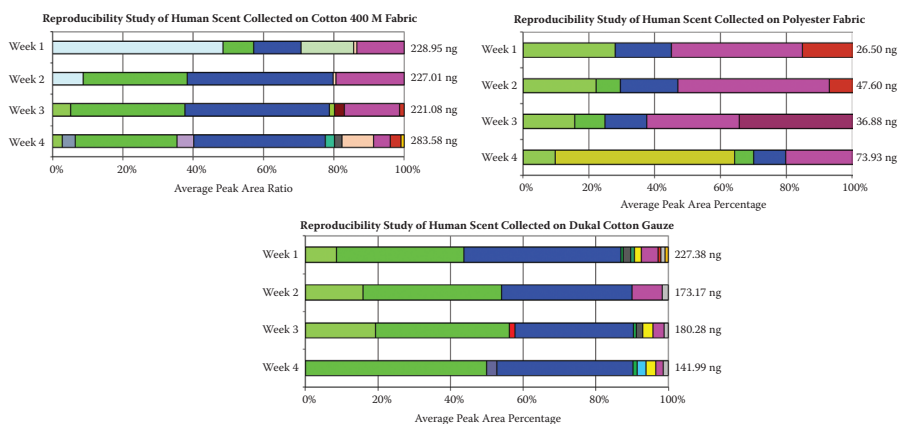 Reproducibility Study of Human Scent Collected on Cotton 400 M Fabric
Week 1
228.95 ng
Week 2
227.01 ng
Week 3
221.08 ng
Week 4
283.58 ng
0% 20% 40% 60% 80% 100%
Average Peak Area Ratio
Reproducibility Study of Human Scent Collected on Polyester Fabric
Week 1
26.50 ng
Week 2
47.60 ng
Week 3
36.88 ng
Week 4
73.93 ng
0% 20% 40% 60% 80% 100%
Average Peak Area Percentage
Reproducibility Study of Human Scent Collected on Dukal Cotton Gauze
Week 1
227.38 ng
Week 2
173.17 ng
Week 3
180.28 ng
Week 4
141.99 ng
0% 20% 40% 60% 80% 100%
Average Peak Area Percentage